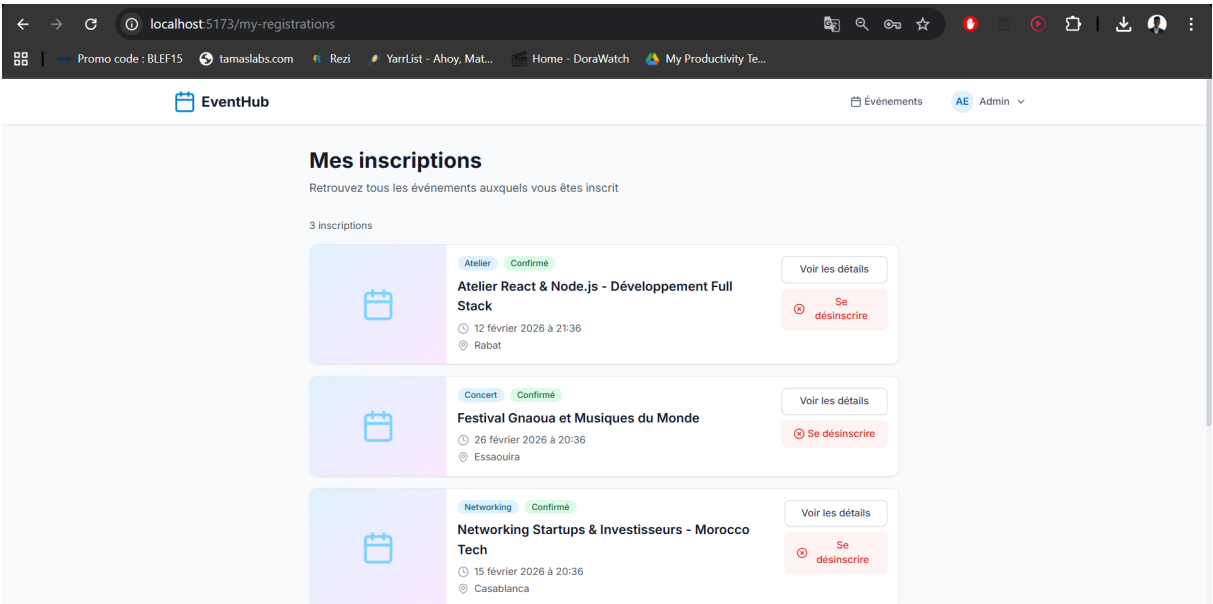 localhost:5173/my-registrations
Promo code : BLEF15 tamaslabs.com Rezi YarrList - Ahoy, Mat... Home - DoraWatch My Productivity Te...
EventHub Événements AE Admin
Mes inscriptions
Retrouvez tous les événements auxquels vous êtes inscrit
3 inscriptions
Atelier Confirmé
Atelier React & Node.js - Développement Full
Stack
12 février 2026 à 21:36
Rabat
Voir les détails
Se
désinscrire
Concert Confirmé
Festival Gnaoua et Musiques du Monde
26 février 2026 à 20:36
Essaouira
Voir les détails
Se désinscrire
Networking Confirmé
Networking Startups & Investisseurs - Morocco
Tech
15 février 2026 à 20:36
Casablanca
Voir les détails
Se
désinscrire